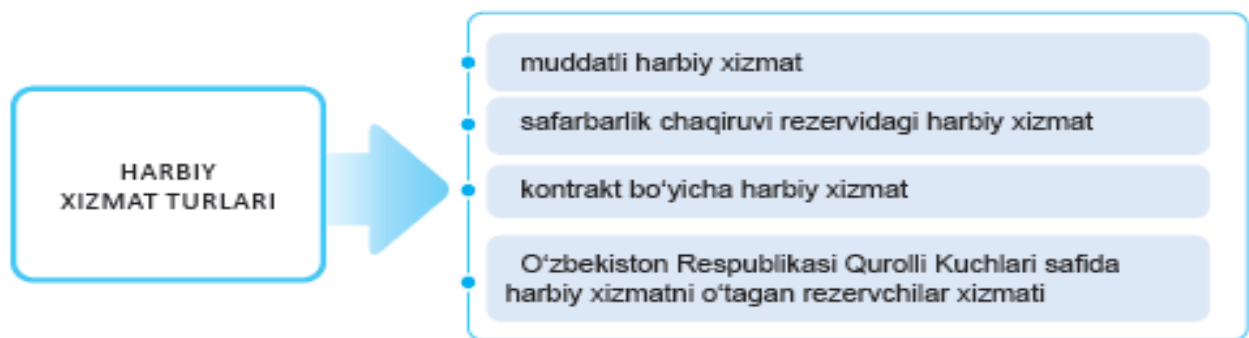 HARBIY
XIZMAT TURLARI
muddatli harbiy xizmat
safarbarlik chaqiruvi rezervidagi harbiy xizmat
kontrakt bo‘yicha harbiy xizmat
O‘zbekiston Respublikasi Qurolli Kuchlari safida
harbiy xizmatni o‘tagan rezervchilar xizmati